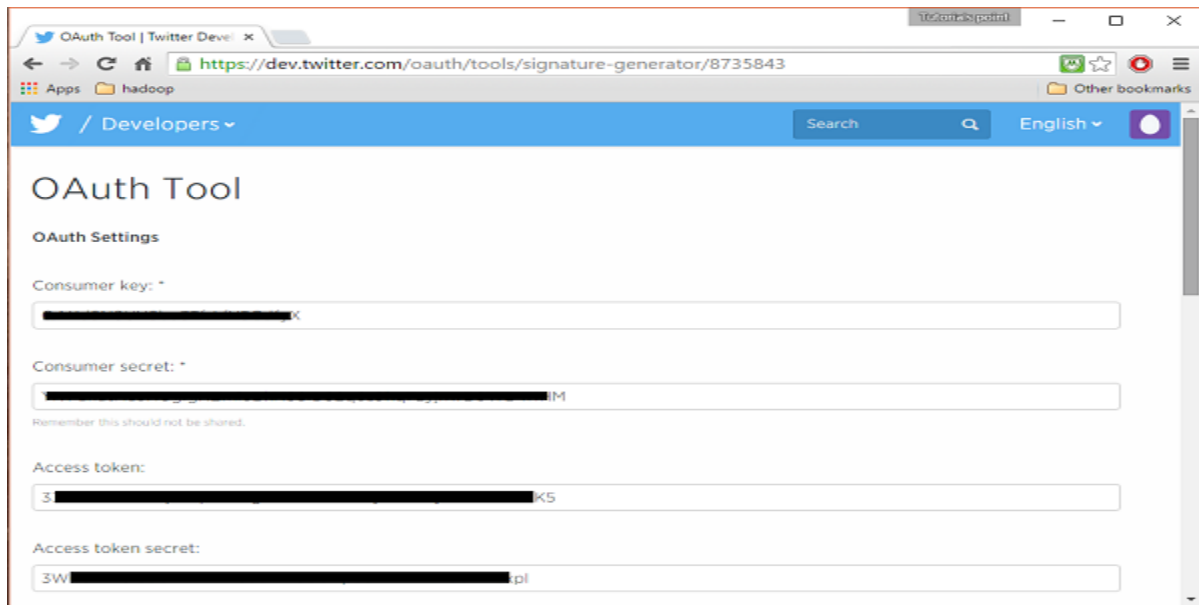 Tutorials point
OAuth Tool | Twitter Devel
https://dev.twitter.com/oauth/tools/signature-generator/8735843
Apps hadoop Other bookmarks
/ Developers Search English
OAuth Tool
OAuth Settings
Consumer key: *
Consumer secret: *
Remember this should not be shared.
Access token:
Access token secret: